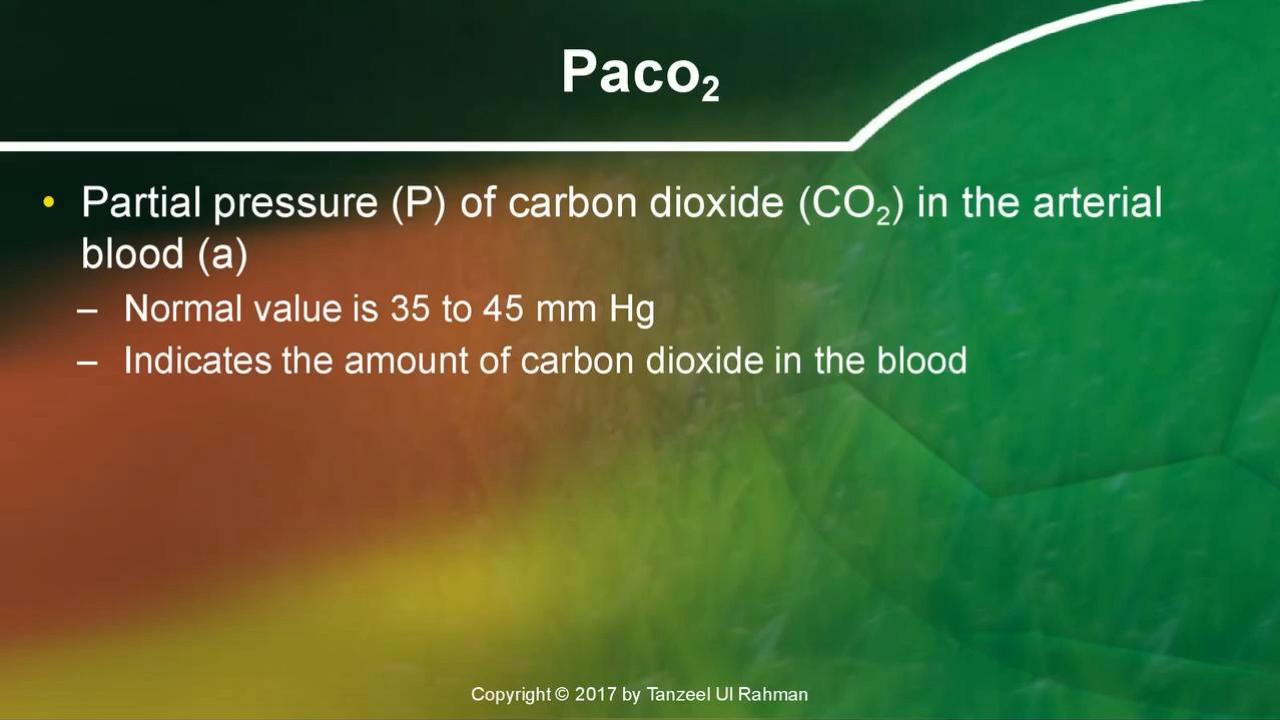 Paco₂
• Partial pressure (P) of carbon dioxide (CO₂) in the arterial
blood (a)
– Normal value is 35 to 45 mm Hg
– Indicates the amount of carbon dioxide in the blood
Copyright © 2017 by Tanzeel Ul Rahman